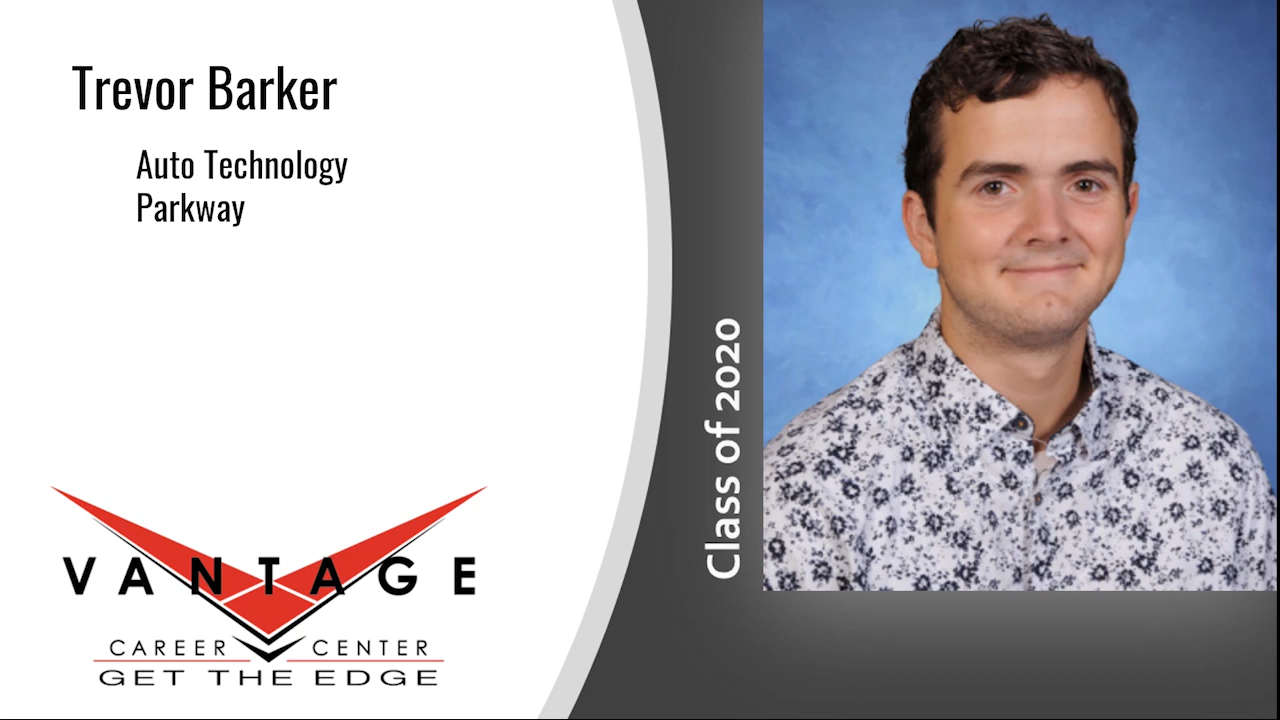 Trevor Barker
Auto Technology
Parkway
Class of 2020
VANTAGE
CAREER CENTER
GET THE EDGE